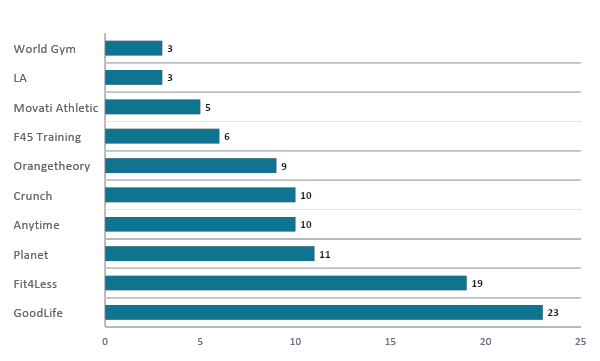 World Gym 3
LA 3
Movati Athletic 5
F45 Training 6
Orangetheory 9
Crunch 10
Anytime 10
Planet 11
Fit4Less 19
GoodLife 23
0 5 10 15 20 25